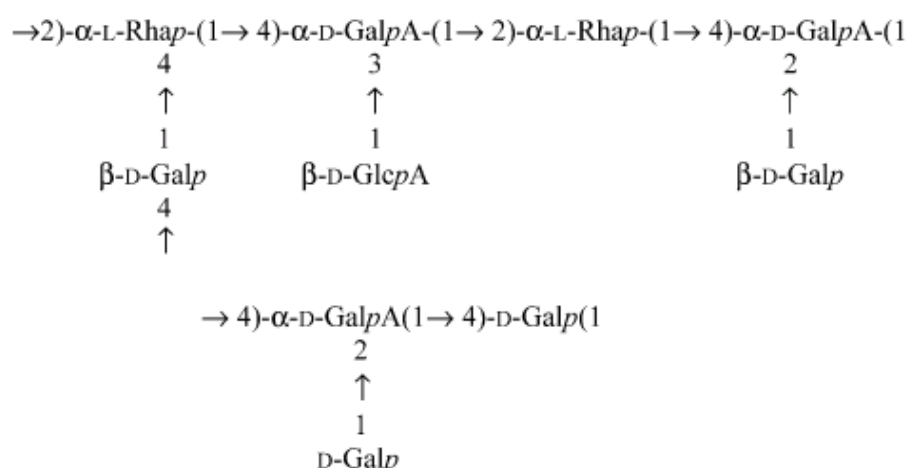 →2)-α-L-Rhap-(1→ 4)-α-D-GalpA-(1→ 2)-α-L-Rhap-(1→ 4)-α-D-GalpA-(1
4 3 2
↑ ↑ ↑
1 1 1
β-D-Galp β-D-GlcpA β-D-Galp
4
↑
→ 4)-α-D-GalpA(1→ 4)-D-Galp(1
2
↑
1
D-Galp